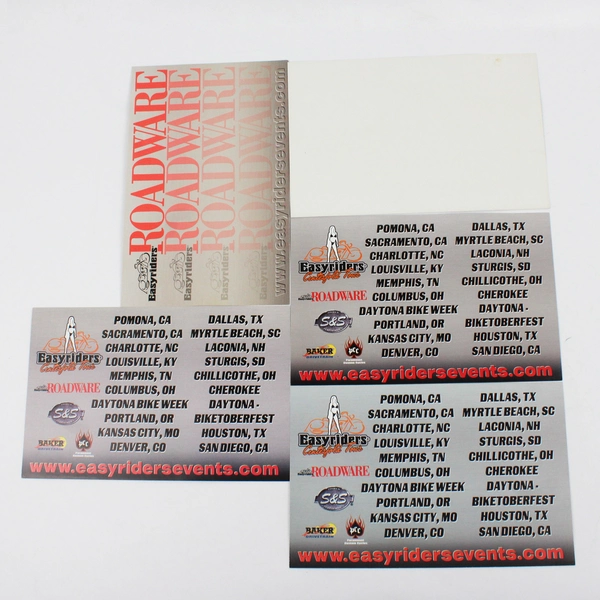 ROADWARE
ROADWARE
ROADWARE
ROADWARE
Easyriders
Easyriders
Easyriders
Easyriders
www.easyridersevents.com
Easyriders
ROADWARE
S&S
BAKER
POMONA, CA
SACRAMENTO, CA
CHARLOTTE, NC
LOUISVILLE, KY
MEMPHIS, TN
COLUMBUS, OH
DAYTONA BIKE WEEK
PORTLAND, OR
KANSAS CITY, MO
DENVER, CO
DALLAS, TX
MYRTLE BEACH, SC
LACONIA, NH
STURGIS, SD
CHILLICOTHE, OH
CHEROKEE
DAYTONA -
BIKETOBERFEST
HOUSTON, TX
SAN DIEGO, CA
www.easyridersevents.com
Easyriders
ROADWARE
S&S
BAKER
POMONA, CA
SACRAMENTO, CA
CHARLOTTE, NC
LOUISVILLE, KY
MEMPHIS, TN
COLUMBUS, OH
DAYTONA BIKE WEEK
PORTLAND, OR
KANSAS CITY, MO
DENVER, CO
DALLAS, TX
MYRTLE BEACH, SC
LACONIA, NH
STURGIS, SD
CHILLICOTHE, OH
CHEROKEE
DAYTONA -
BIKETOBERFEST
HOUSTON, TX
SAN DIEGO, CA
www.easyridersevents.com
Easyriders
ROADWARE
S&S
BAKER
POMONA, CA
SACRAMENTO, CA
CHARLOTTE, NC
LOUISVILLE, KY
MEMPHIS, TN
COLUMBUS, OH
DAYTONA BIKE WEEK
PORTLAND, OR
KANSAS CITY, MO
DENVER, CO
DALLAS, TX
MYRTLE BEACH, SC
LACONIA, NH
STURGIS, SD
CHILLICOTHE, OH
CHEROKEE
DAYTONA -
BIKETOBERFEST
HOUSTON, TX
SAN DIEGO, CA
www.easyridersevents.com